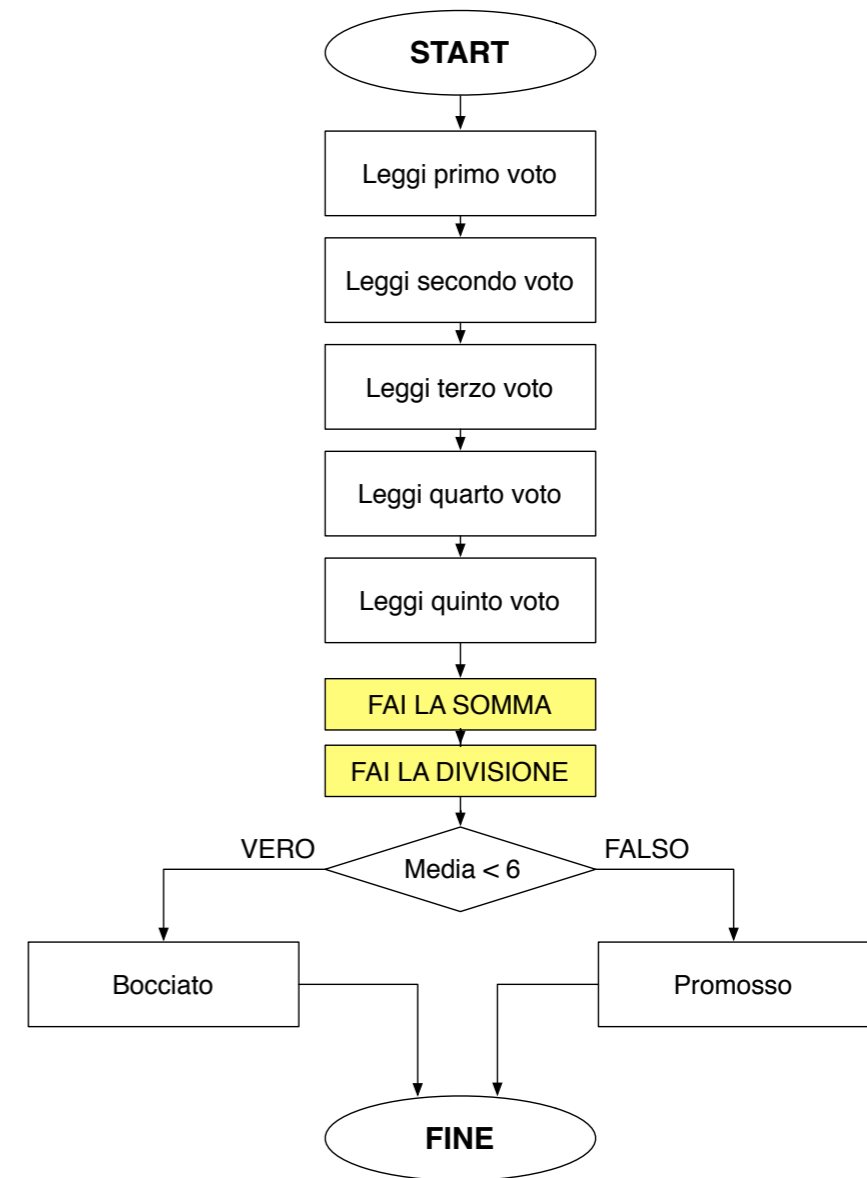 START
Leggi primo voto
Leggi secondo voto
Leggi terzo voto
Leggi quarto voto
Leggi quinto voto
FAI LA SOMMA
FAI LA DIVISIONE
VERO
Media < 6
FALSO
Bocciato
Promosso
FINE